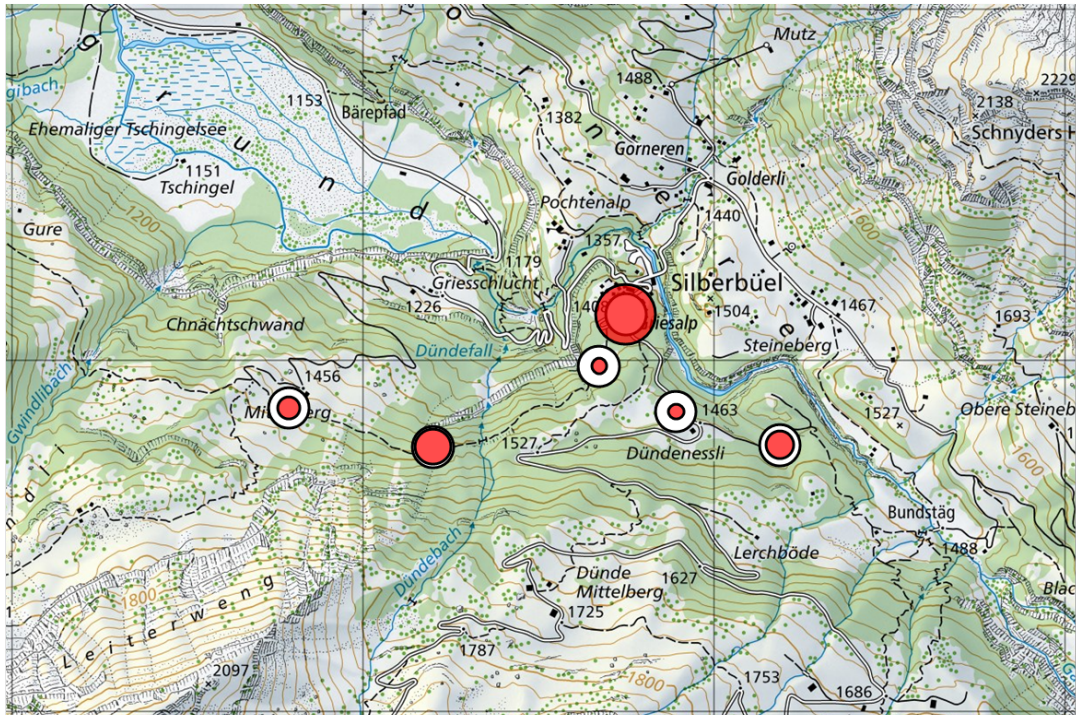 Mutz
1488
2229
gibach
1153
Bärepfad
1382
2138
Schnyders H
Ehemaliger Tschingelsee
Gorneren
1151
Tschingel
Golderli
g r u n d
G o r n e r e
Pochtenalp
1440
1200
1600
Gure
1357
1179
Griesschlucht
Silberbüel
1226
1467
1504
1693
Chnächtschwand
Dündefall
Steineberg
1456
Gwindlibach
1463
1527
Obere Steineb
1527
Dündenessli
1600
Bundstäg
Dündebach
Lerchböde
1488
Dünde
Mittelberg
1627
1800
1725
Leiterweng
1787
2097
1800
1753
1686